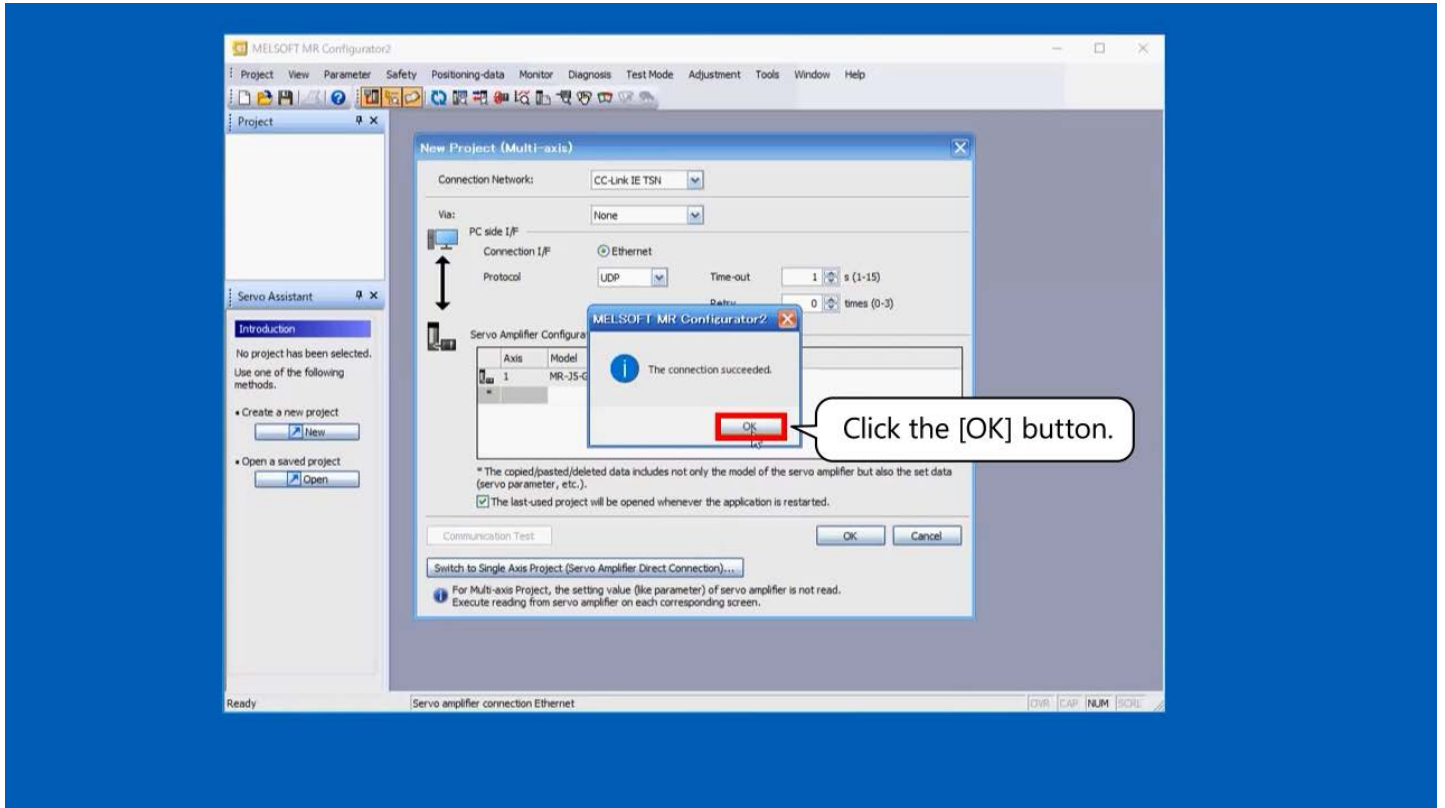 MELSOFT MR Configurator2
Project View Parameter Safety Positioning-data Monitor Diagnosis Test Mode Adjustment Tools Window Help
Project
New Project (Multi-axis)
Connection Network: CC-Link IE TSN
Via: None
PC side I/F
Connection I/F Ethernet
Protocol UDP Time-out 1 s (1-15)
Retry 0 times (0-3)
Servo Assistant
Introduction
No project has been selected.
Use one of the following
methods.
• Create a new project
New
• Open a saved project
Open
MELSOFT MR Configurator2
The connection succeeded.
OK
Click the [OK] button.
Servo Amplifier
Axis Model
1
*
* The copied/pasted/deleted data includes not only the model of the servo amplifier but also the set data
(servo parameter, etc.).
The last-used project will be opened whenever the application is restarted.
Communication Test OK Cancel
Switch to Single Axis Project (Servo Amplifier Direct Connection)...
For Multi-axis Project, the setting value (like parameter) of servo amplifier is not read.
Execute reading from servo amplifier on each corresponding screen.
Ready Servo amplifier connection Ethernet OVR CAP NUM SCRL